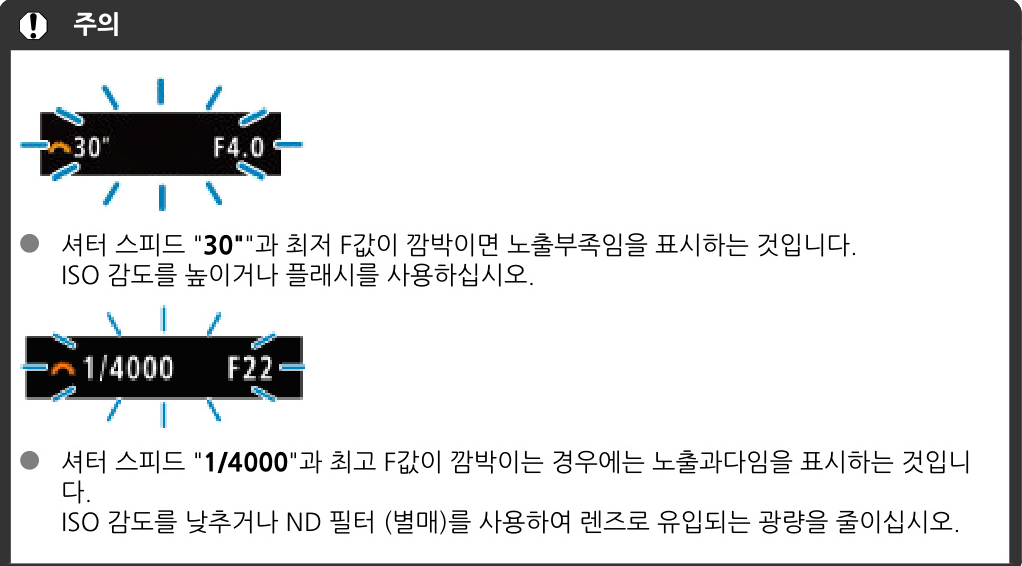 주의
30" F4.0
셔터 스피드 "30""과 최저 F값이 깜박이면 노출부족임을 표시하는 것입니다.
ISO 감도를 높이거나 플래시를 사용하십시오.
1/4000 F22
셔터 스피드 "1/4000"과 최고 F값이 깜박이는 경우에는 노출과다임을 표시하는 것입니
다.
ISO 감도를 낮추거나 ND 필터 (별매)를 사용하여 렌즈로 유입되는 광량을 줄이십시오.